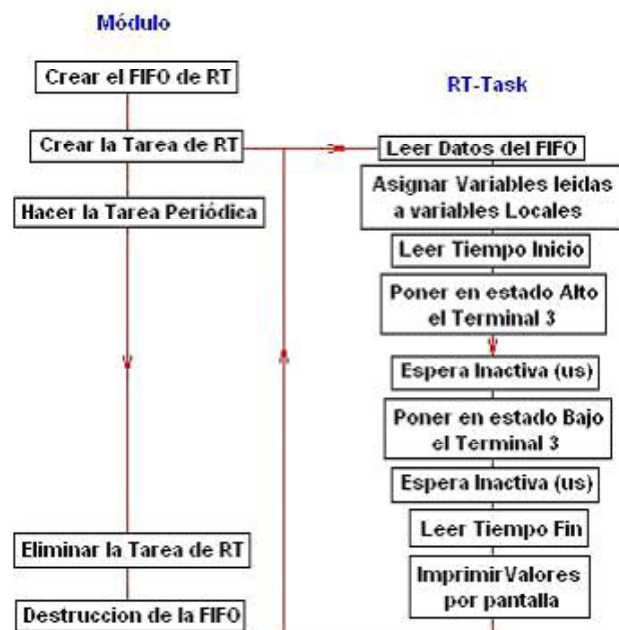 Módulo
Crear el FIFO de RT
Crear la Tarea de RT
Hacer la Tarea Periódica
Eliminar la Tarea de RT
Destruccion de la FIFO
RT-Task
Leer Datos del FIFO
Asignar Variables leidas
a variables Locales
Leer Tiempo Inicio
Poner en estado Alto
el Terminal 3
Espera Inactiva (us)
Poner en estado Bajo
el Terminal 3
Espera Inactiva (us)
Leer Tiempo Fin
Imprimir Valores
por pantalla